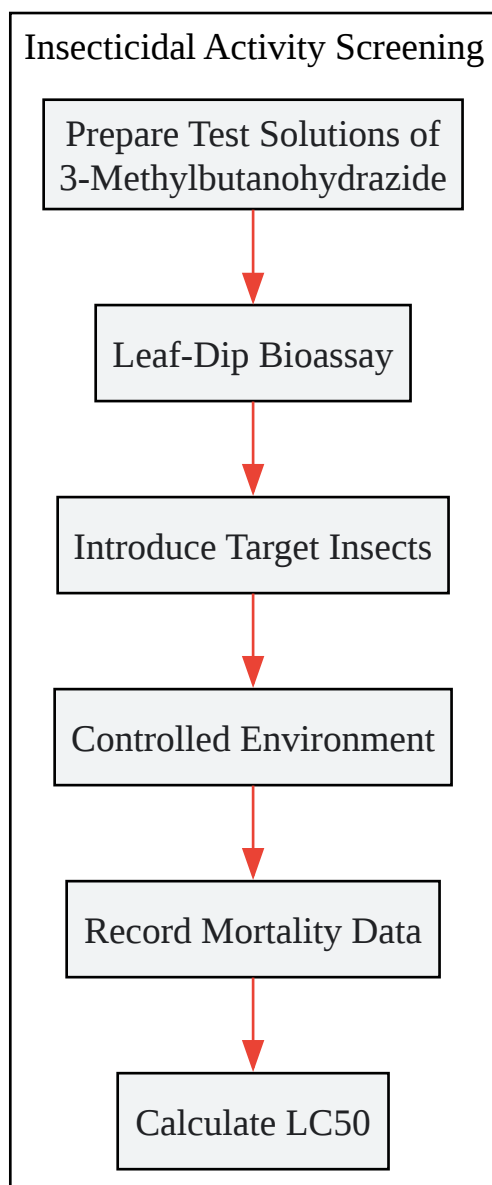 Insecticidal Activity Screening
Prepare Test Solutions of
3-Methylbutanohydrazide
Leaf-Dip Bioassay
Introduce Target Insects
Controlled Environment
Record Mortality Data
Calculate LC50